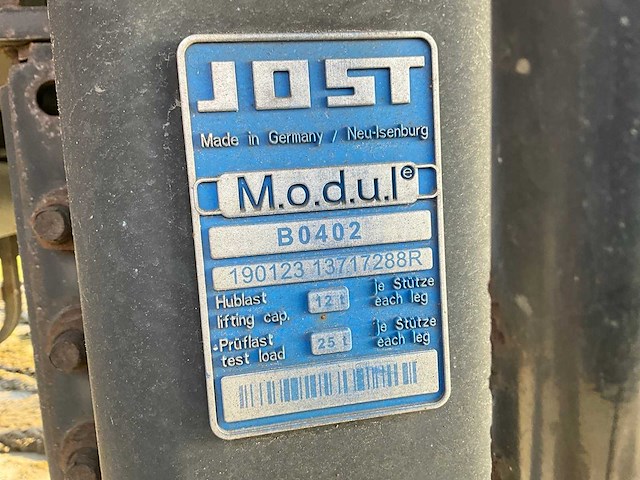 JOST
Made in Germany / Neu-Isenburg
M.o.d.u.l e
B0402
190123 13717288R
Hublast 12 t je Stütze
lifting cap. each leg
Prüflast 25 t je Stütze
test load each leg